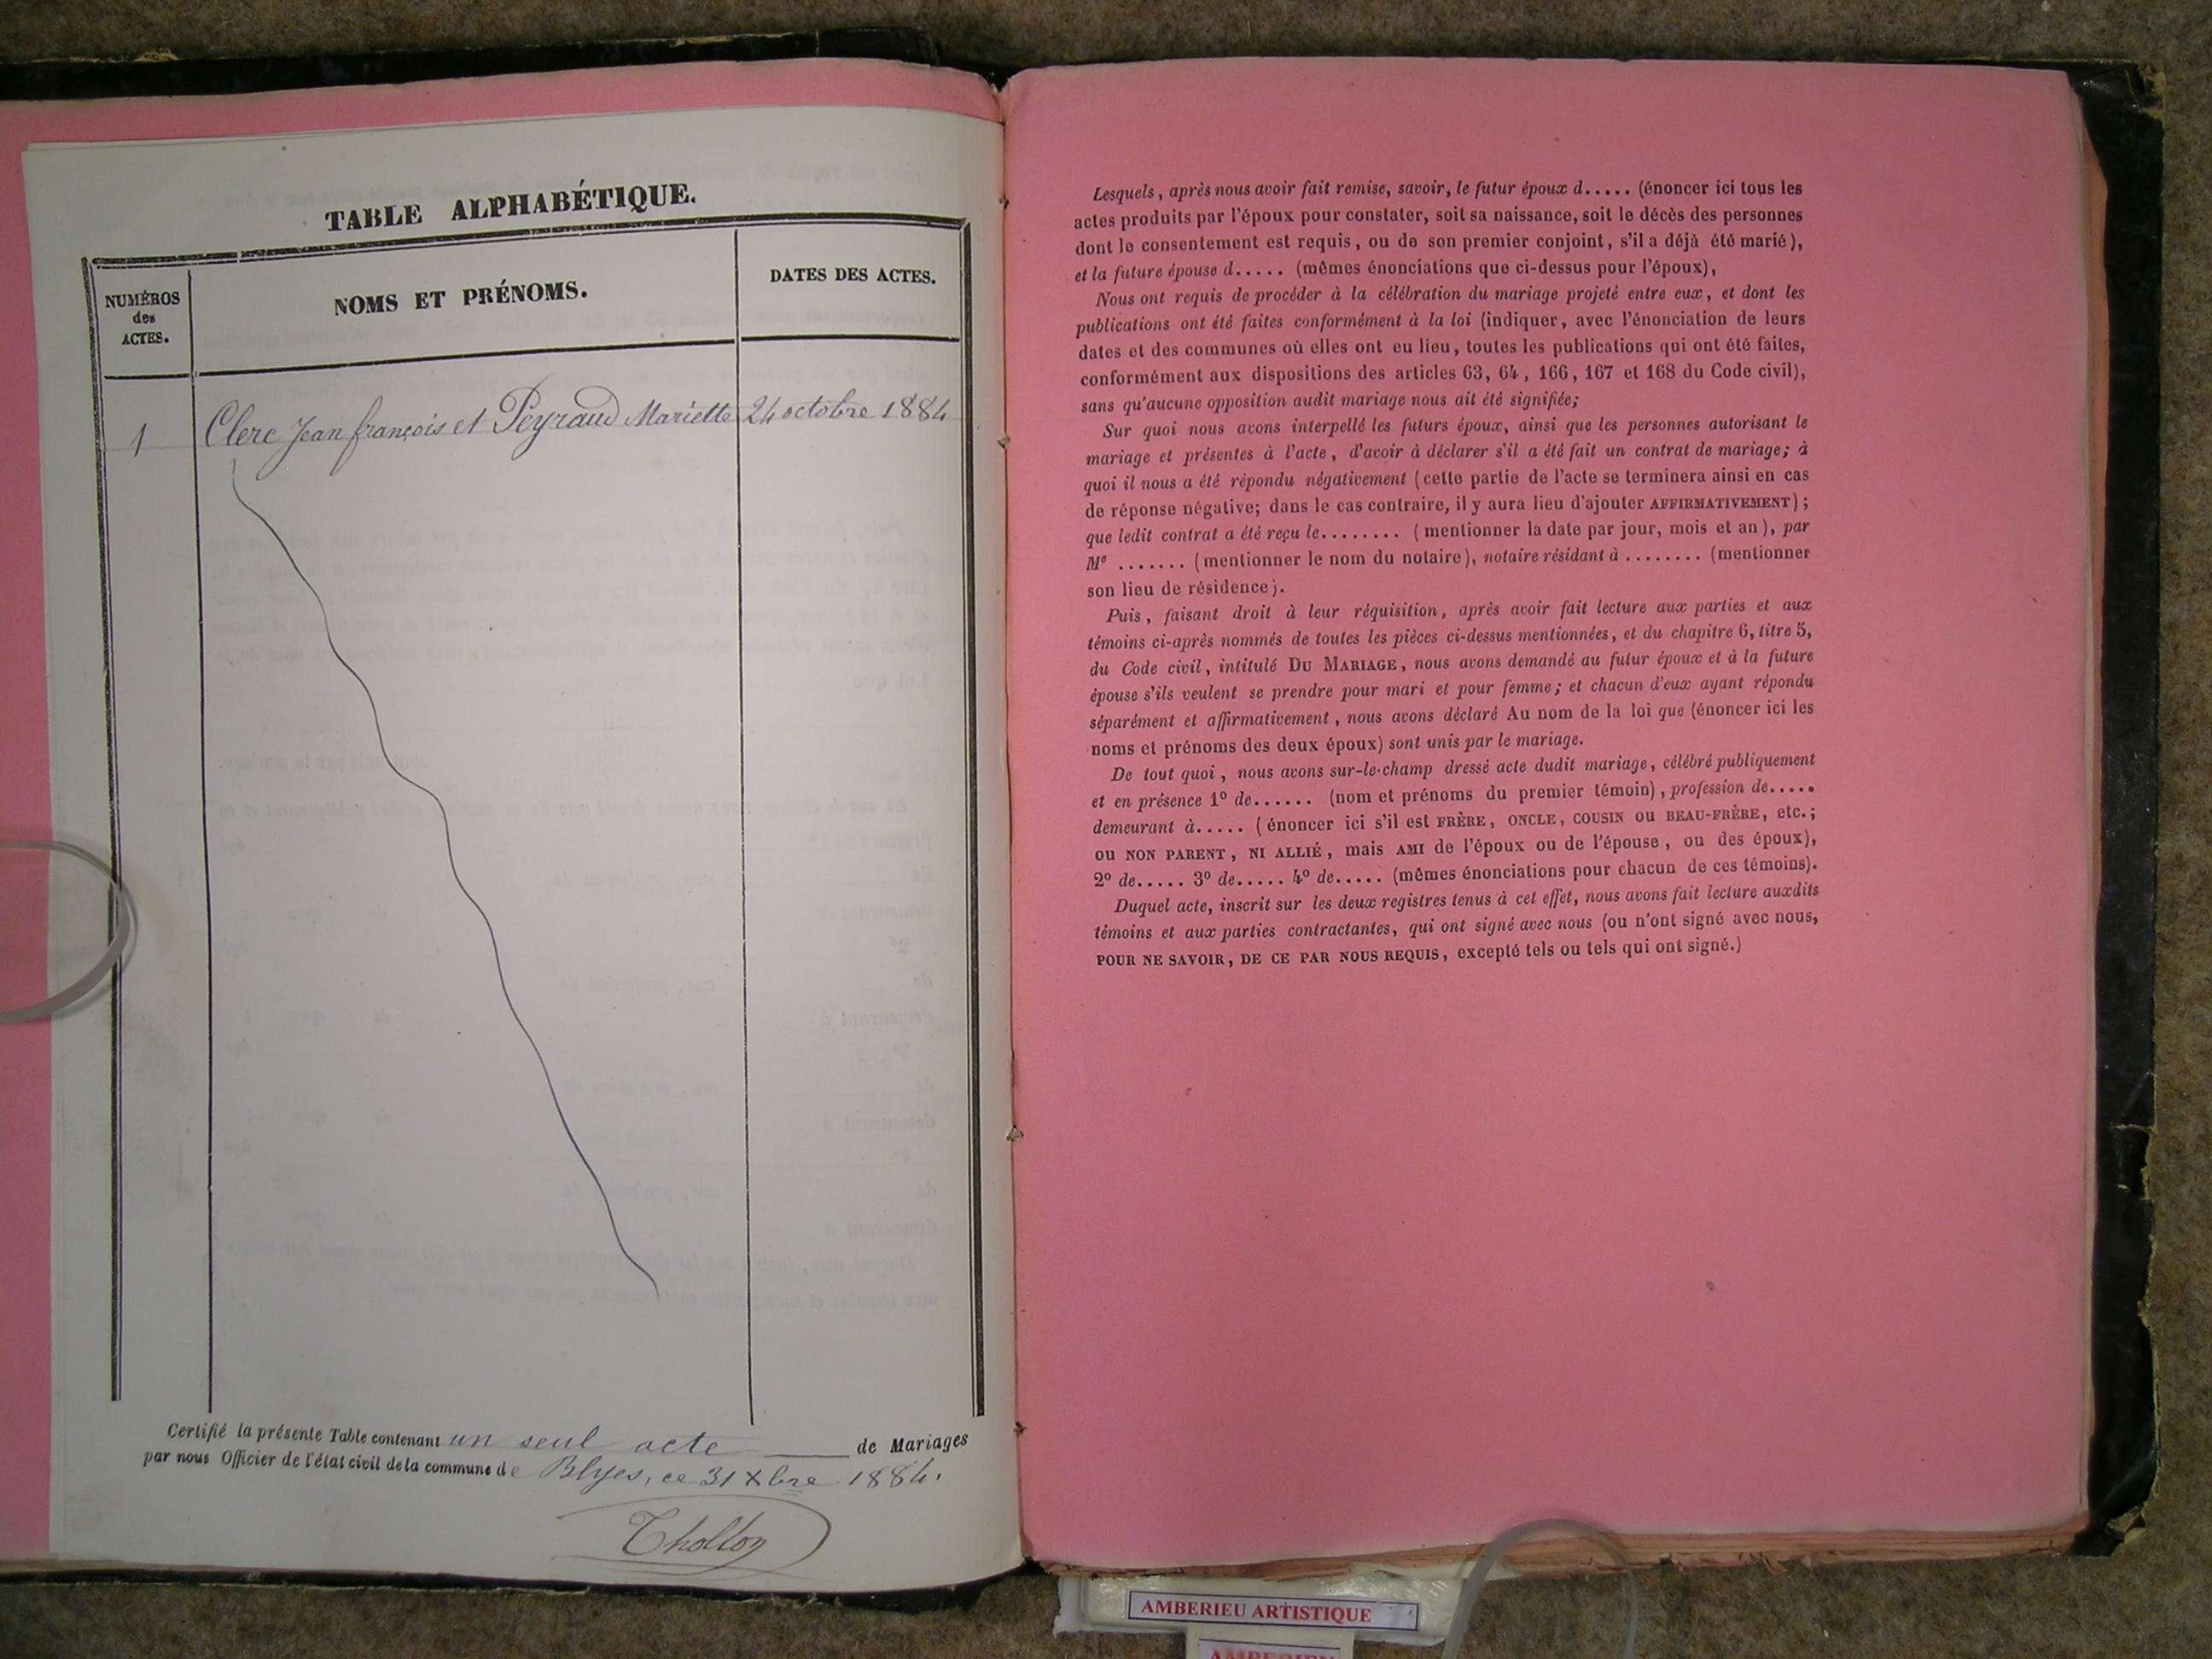 TABLE ALPHABÉTIQUE.
NUMÉROS
des
ACTES.
NOMS ET PRÉNOMS.
DATES DES ACTES.
1 Clerc Jean françois et Peyraud Mariette 24 octobre 1884
Certifié la présente Table contenant un seul acte de Mariages
par nous Officier de l'état civil de la commune de Blyes, ce 31 Xbre 1884.
Thollon
Lesquels, après nous avoir fait remise, savoir, le futur époux d..... (énoncer ici tous les
actes produits par l'époux pour constater, soit sa naissance, soit le décès des personnes
dont le consentement est requis, ou de son premier conjoint, s'il a déjà été marié),
et la future épouse d..... (mêmes énonciations que ci-dessus pour l'époux),
Nous ont requis de procéder à la célébration du mariage projeté entre eux, et dont les
publications ont été faites conformément à la loi (indiquer, avec l'énonciation de leurs
dates et des communes où elles ont eu lieu, toutes les publications qui ont été faites,
conformément aux dispositions des articles 63, 64, 166, 167 et 168 du Code civil),
sans qu'aucune opposition audit mariage nous ait été signifiée;
Sur quoi nous avons interpellé les futurs époux, ainsi que les personnes autorisant le
mariage et présentes à l'acte, d'avoir à déclarer s'il a été fait un contrat de mariage; à
quoi il nous a été répondu négativement (cette partie de l'acte se terminera ainsi en cas
de réponse négative; dans le cas contraire, il y aura lieu d'ajouter AFFIRMATIVEMENT);
que ledit contrat a été reçu le........ (mentionner la date par jour, mois et an), par
Me ....... (mentionner le nom du notaire), notaire résidant à ........ (mentionner
son lieu de résidence).
Puis, faisant droit à leur réquisition, après avoir fait lecture aux parties et aux
témoins ci-après nommés de toutes les pièces ci-dessus mentionnées, et du chapitre 6, titre 5,
du Code civil, intitulé DU MARIAGE, nous avons demandé au futur époux et à la future
épouse s'ils veulent se prendre pour mari et pour femme; et chacun d'eux ayant répondu
séparément et affirmativement, nous avons déclaré Au nom de la loi que (énoncer ici les
noms et prénoms des deux époux) sont unis par le mariage.
De tout quoi, nous avons sur-le-champ dressé acte dudit mariage, célébré publiquement
et en présence 1º de...... (nom et prénoms du premier témoin), profession de.....
demeurant à..... (énoncer ici s'il est FRÈRE, ONCLE, COUSIN OU BEAU-FRÈRE, etc.;
ou NON PARENT, NI ALLIÉ, mais AMI de l'époux ou de l'épouse, ou des époux),
2º de..... 3º de..... 4º de..... (mêmes énonciations pour chacun de ces témoins).
Duquel acte, inscrit sur les deux registres tenus à cet effet, nous avons fait lecture auxdits
témoins et aux parties contractantes, qui ont signé avec nous (ou n'ont signé avec nous,
POUR NE SAVOIR, DE CE PAR NOUS REQUIS, excepté tels ou tels qui ont signé.)
AMBERIEU ARTISTIQUE
AMBERIEU